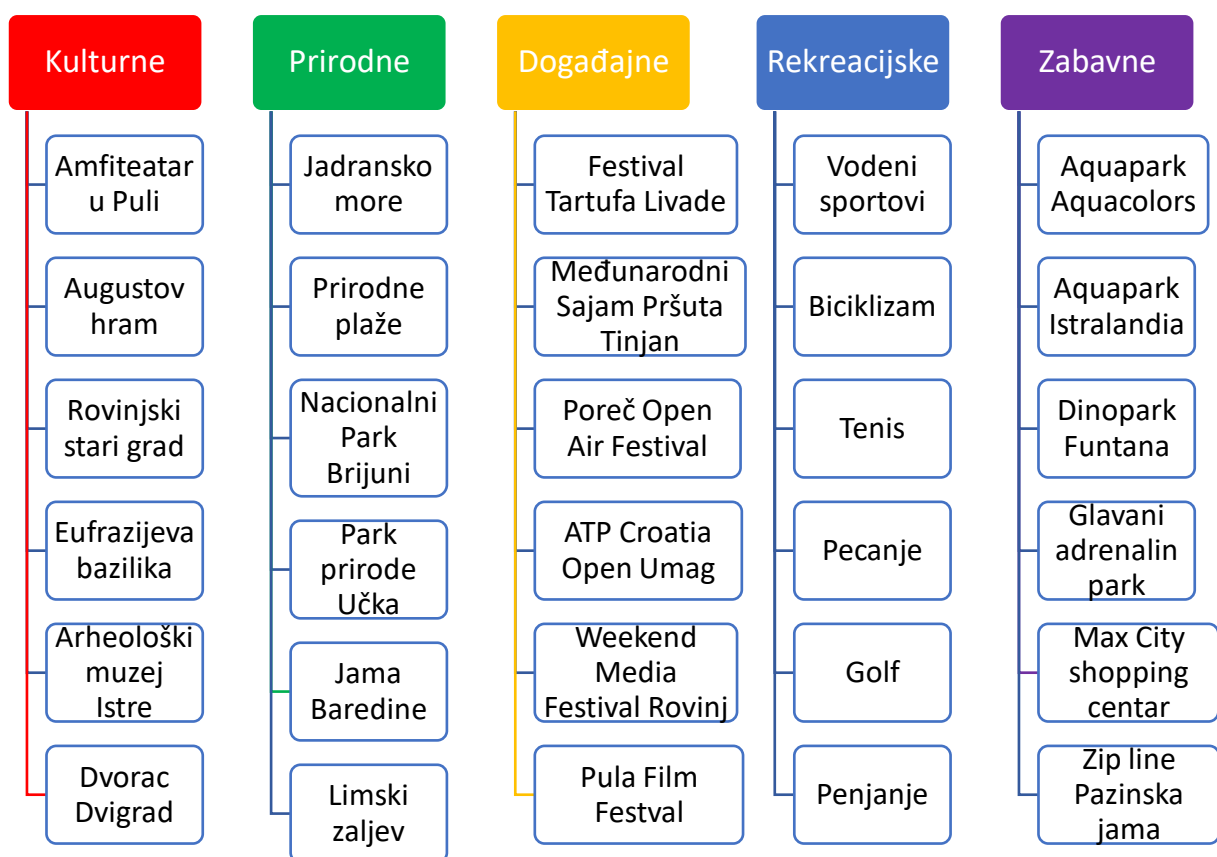 Kulturne
Amfiteatar
u Puli
Augustov
hram
Rovinjski
stari grad
Eufrazijeva
bazilika
Arheološki
muzej
Istre
Dvorac
Dvigrad
Prirodne
Jadransko
more
Prirodne
plaže
Nacionalni
Park
Brijuni
Park
prirode
Učka
Jama
Baredine
Limski
zaljev
Događajne
Festival
Tartufa Livade
Međunarodni
Sajam Pršuta
Tinjan
Poreč Open
Air Festival
ATP Croatia
Open Umag
Weekend
Media
Festival Rovinj
Pula Film
Festval
Rekreacijske
Vodeni
sportovi
Biciklizam
Tenis
Pecanje
Golf
Penjanje
Zabavne
Aquapark
Aquacolors
Aquapark
Istralandia
Dinopark
Funtana
Glavani
adrenalin
park
Max City
shopping
centar
Zip line
Pazinska
jama